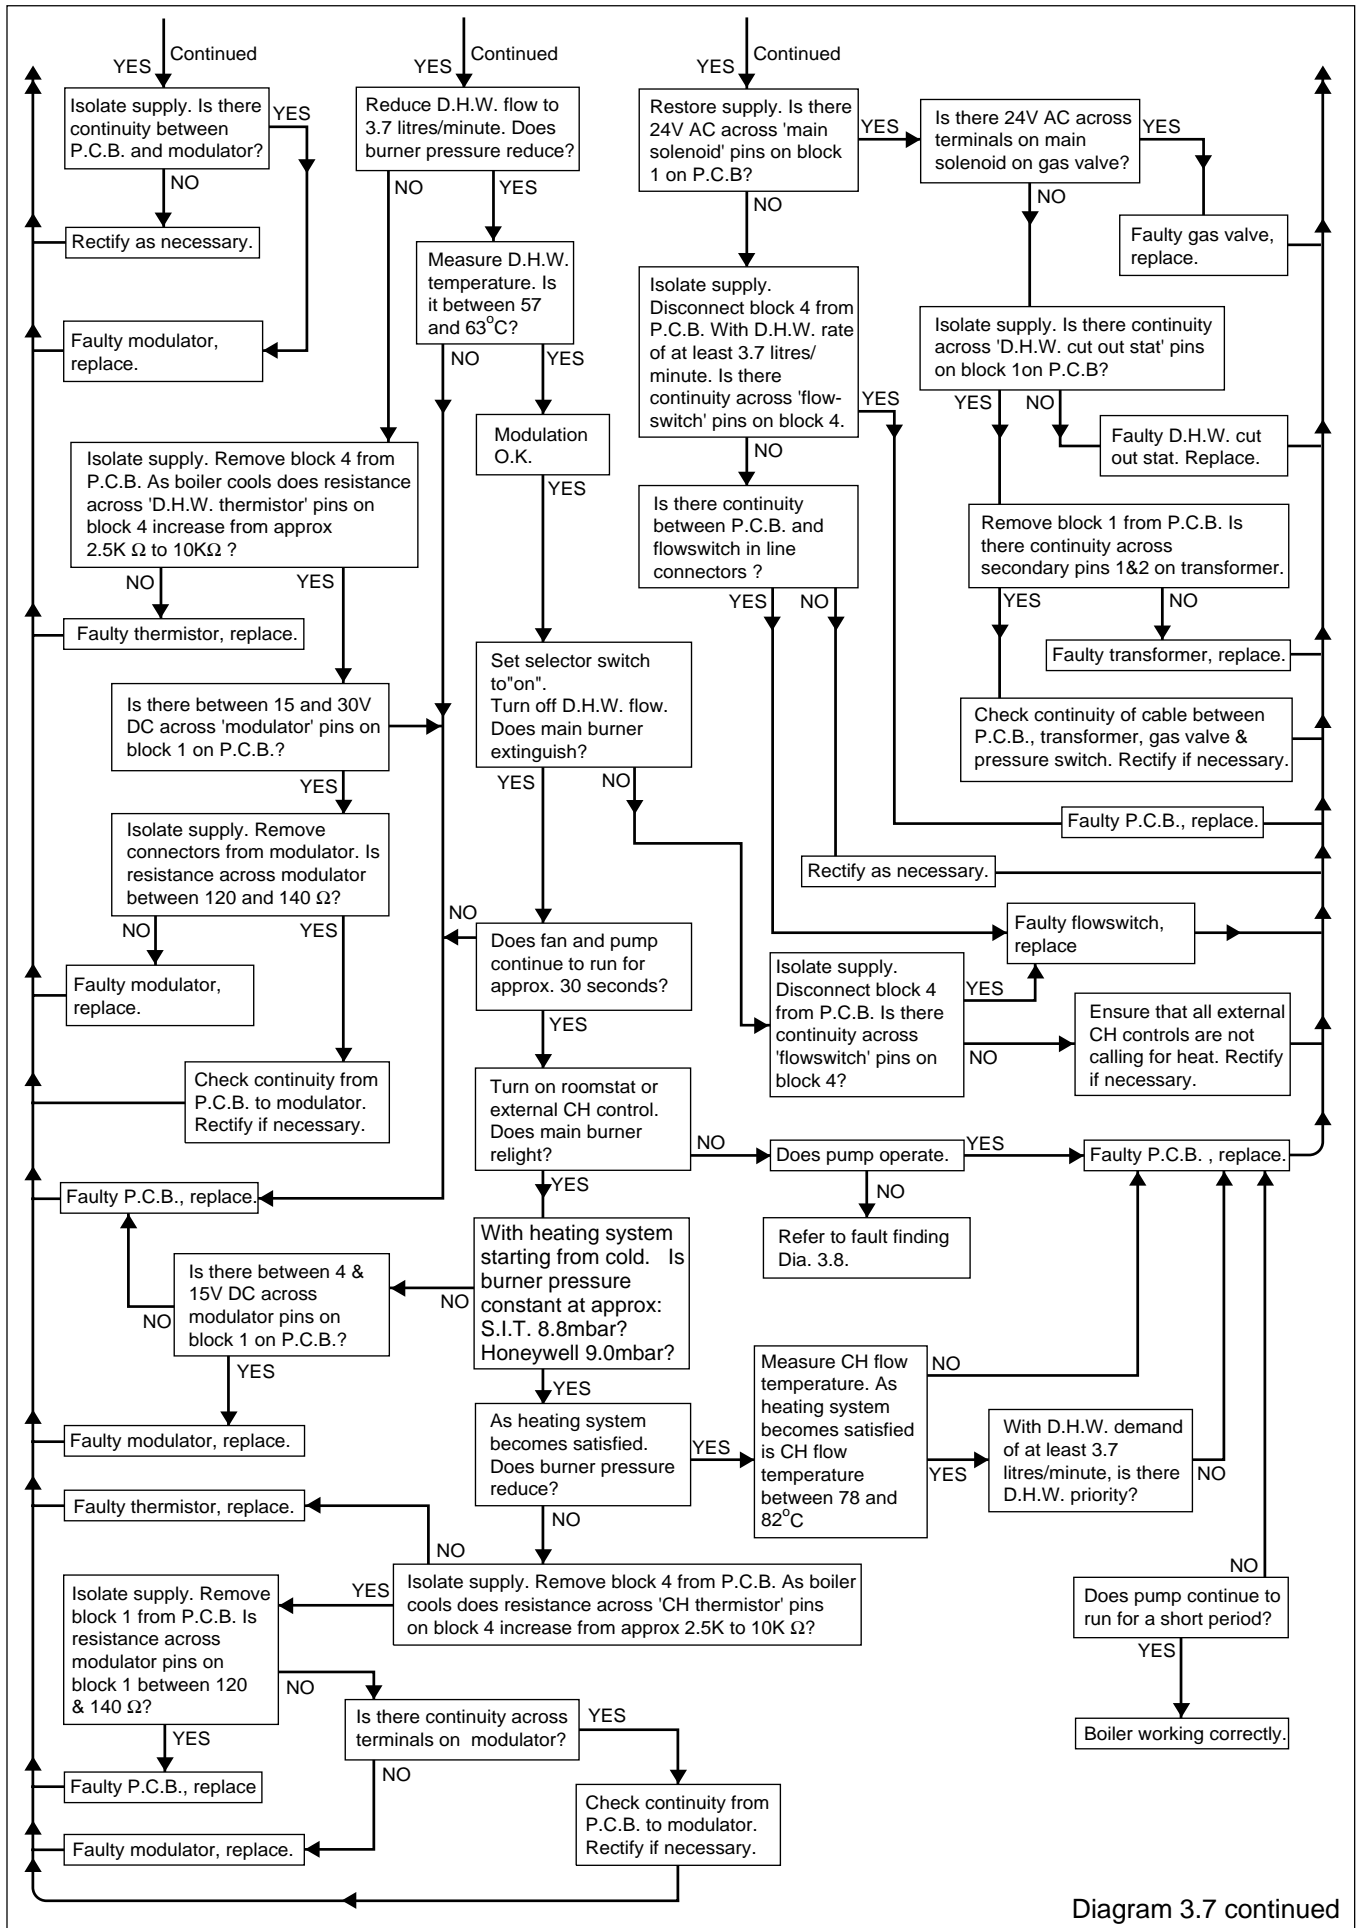 Continued
YES
Isolate supply. Is there
continuity between
P.C.B. and modulator?
YES
NO
Rectify as necessary.
Faulty modulator,
replace.
Continued
YES
Reduce D.H.W. flow to
3.7 litres/minute. Does
burner pressure reduce?
NO
YES
Measure D.H.W.
temperature. Is
it between 57
and 63°C?
NO
YES
Modulation
O.K.
YES
Isolate supply. Remove block 4 from
P.C.B. As boiler cools does resistance
across 'D.H.W. thermistor' pins on
block 4 increase from approx
2.5K Ω to 10KΩ ?
NO
YES
Faulty thermistor, replace.
Is there between 15 and 30V
DC across 'modulator' pins on
block 1 on P.C.B.?
YES
Isolate supply. Remove
connectors from modulator. Is
resistance across modulator
between 120 and 140 Ω?
NO
YES
Faulty modulator,
replace.
Check continuity from
P.C.B. to modulator.
Rectify if necessary.
Faulty P.C.B., replace.
Continued
YES
Restore supply. Is there
24V AC across 'main
solenoid' pins on block
1 on P.C.B?
YES
NO
Is there 24V AC across
terminals on main
solenoid on gas valve?
YES
NO
Faulty gas valve,
replace.
Isolate supply.
Disconnect block 4 from
P.C.B. With D.H.W. rate
of at least 3.7 litres/
minute. Is there
continuity across 'flow-
switch' pins on block 4.
YES
NO
Isolate supply. Is there continuity
across 'D.H.W. cut out stat' pins
on block 1on P.C.B?
YES
NO
Faulty D.H.W. cut
out stat. Replace.
Is there continuity
between P.C.B. and
flowswitch in line
connectors ?
YES
NO
Remove block 1 from P.C.B. Is
there continuity across
secondary pins 1&2 on transformer.
YES
NO
Faulty transformer, replace.
Check continuity of cable between
P.C.B., transformer, gas valve &
pressure switch. Rectify if necessary.
Faulty P.C.B., replace.
Rectify as necessary.
Faulty flowswitch,
replace
Set selector switch
to"on".
Turn off D.H.W. flow.
Does main burner
extinguish?
YES
NO
NO
Does fan and pump
continue to run for
approx. 30 seconds?
YES
Isolate supply.
Disconnect block 4
from P.C.B. Is there
continuity across
'flowswitch' pins on
block 4?
YES
NO
Ensure that all external
CH controls are not
calling for heat. Rectify
if necessary.
Turn on roomstat or
external CH control.
Does main burner
relight?
NO
YES
Does pump operate.
YES
NO
Faulty P.C.B. , replace.
Refer to fault finding
Dia. 3.8.
With heating system
starting from cold. Is
burner pressure
constant at approx:
S.I.T. 8.8mbar?
Honeywell 9.0mbar?
NO
YES
Is there between 4 &
15V DC across
modulator pins on
block 1 on P.C.B.?
NO
YES
Faulty modulator, replace.
As heating system
becomes satisfied.
Does burner pressure
reduce?
YES
NO
Measure CH flow
temperature. As
heating system
becomes satisfied
is CH flow
temperature
between 78 and
82°C
NO
YES
With D.H.W. demand
of at least 3.7
litres/minute, is there
D.H.W. priority?
NO
Faulty thermistor, replace.
NO
Isolate supply. Remove block 4 from P.C.B. As boiler
cools does resistance across 'CH thermistor' pins
on block 4 increase from approx 2.5K to 10K Ω?
YES
Isolate supply. Remove
block 1 from P.C.B. Is
resistance across
modulator pins on
block 1 between 120
& 140 Ω?
NO
YES
Is there continuity across
terminals on modulator?
YES
NO
Faulty P.C.B., replace
Faulty modulator, replace.
Check continuity from
P.C.B. to modulator.
Rectify if necessary.
NO
Does pump continue to
run for a short period?
YES
Boiler working correctly.
Diagram 3.7 continued